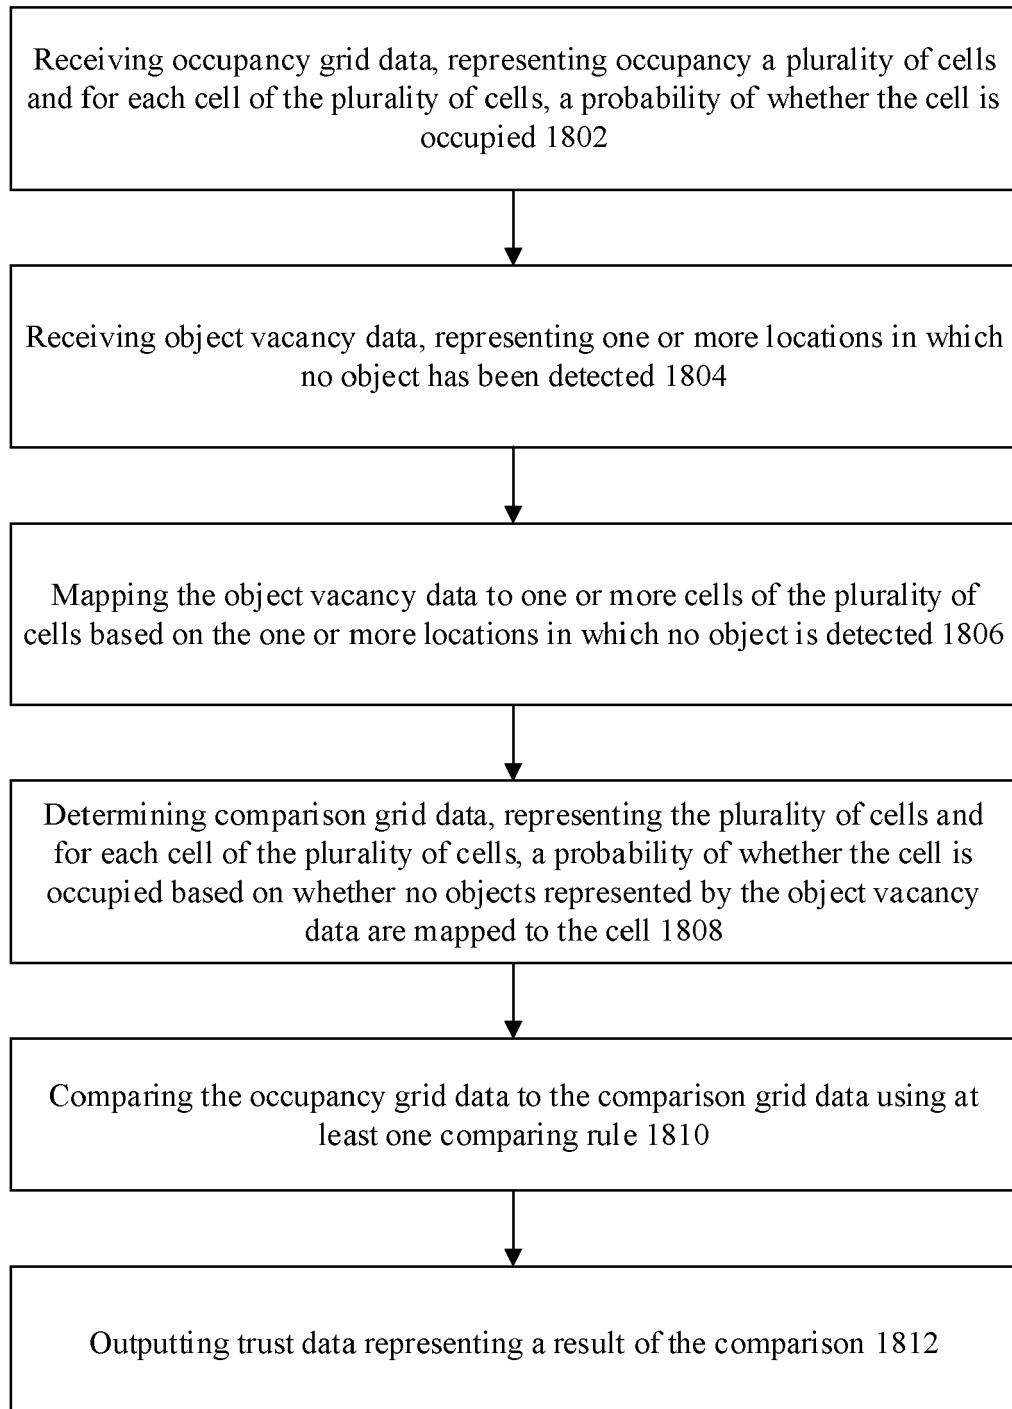 Receiving occupancy grid data, representing occupancy a plurality of cells
and for each cell of the plurality of cells, a probability of whether the cell is
occupied 1802
Receiving object vacancy data, representing one or more locations in which
no object has been detected 1804
Mapping the object vacancy data to one or more cells of the plurality of
cells based on the one or more locations in which no object is detected 1806
Determining comparison grid data, representing the plurality of cells and
for each cell of the plurality of cells, a probability of whether the cell is
occupied based on whether no objects represented by the object vacancy
data are mapped to the cell 1808
Comparing the occupancy grid data to the comparison grid data using at
least one comparing rule 1810
Outputting trust data representing a result of the comparison 1812